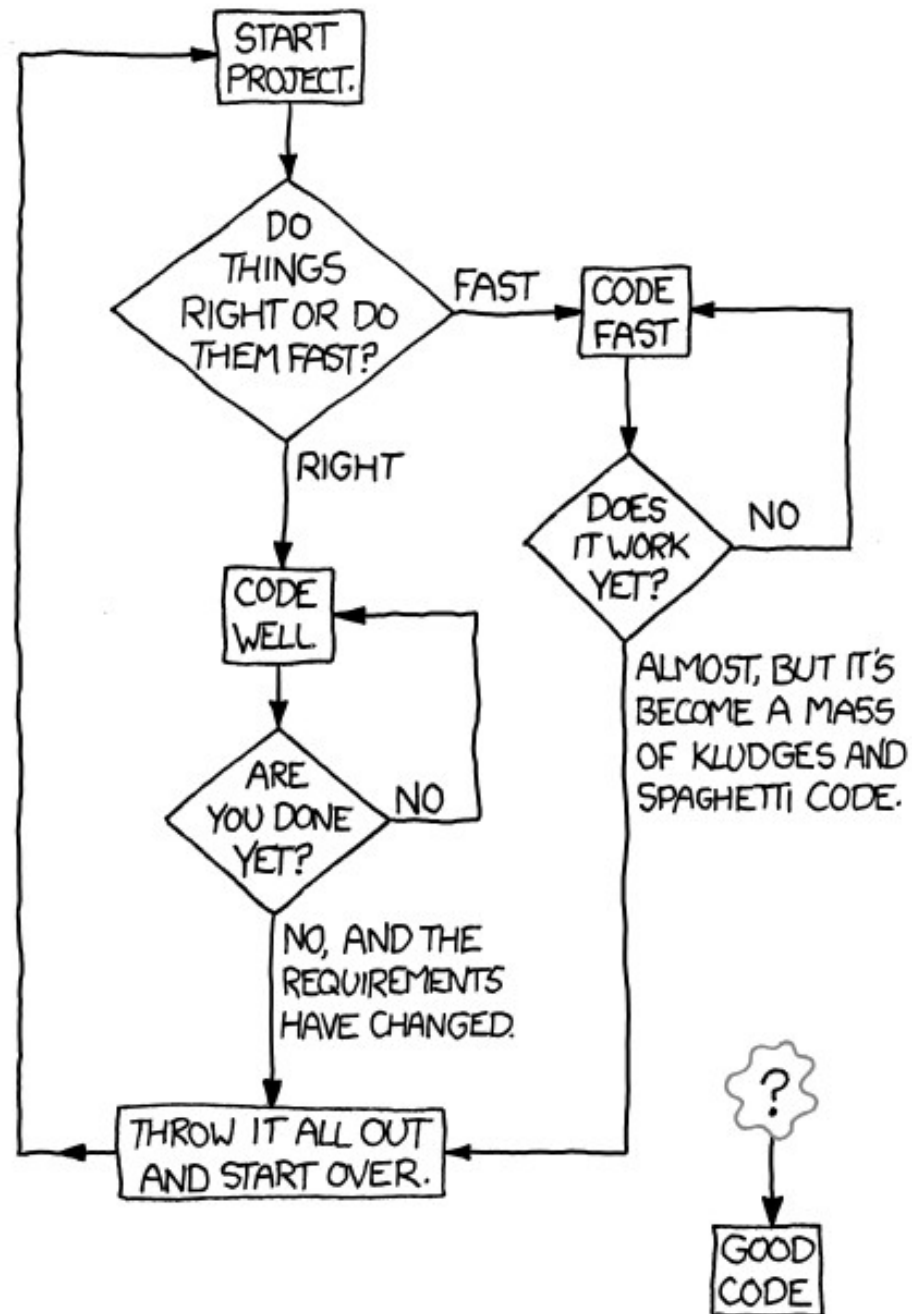 START
PROJECT.
DO
THINGS
RIGHT OR DO
THEM FAST?
FAST
CODE
FAST
RIGHT
DOES
IT WORK
YET?
NO
CODE
WELL.
ALMOST, BUT IT'S
BECOME A MASS
OF KLUDGES AND
SPAGHETTI CODE.
ARE
YOU DONE
YET?
NO
NO, AND THE
REQUIREMENTS
HAVE CHANGED.
THROW IT ALL OUT
AND START OVER.
?
GOOD
CODE